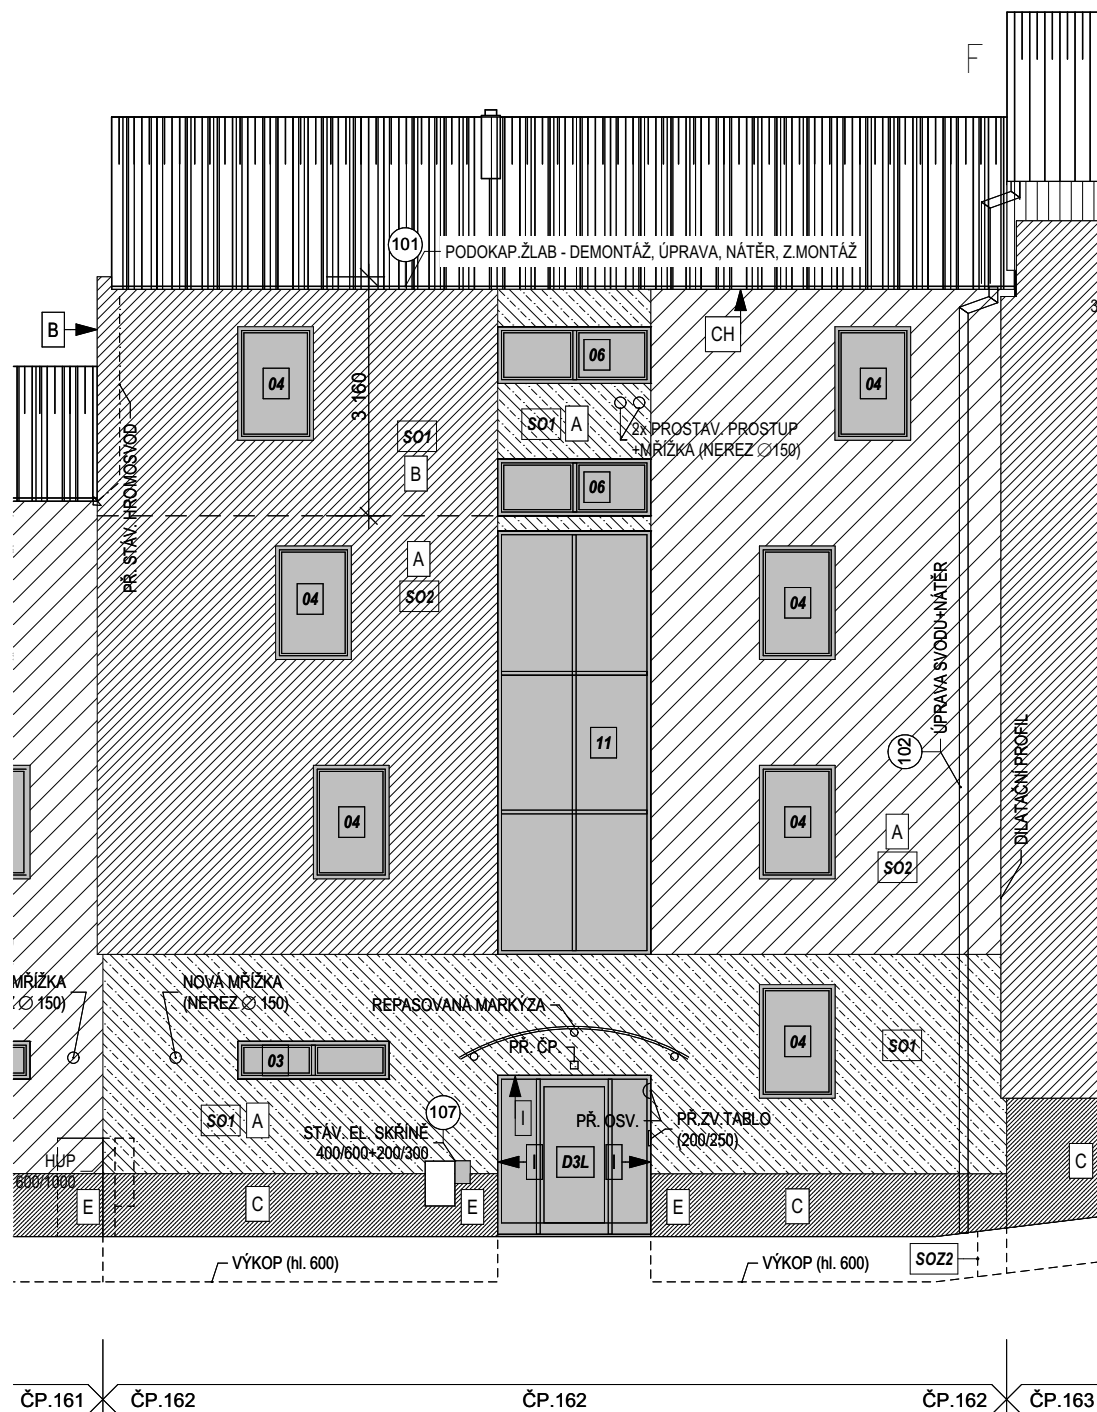 F
101
PODOKAP.ŽLAB - DEMONTÁŽ, ÚPRAVA, NÁTĚR, Z.MONTÁŽ
B
CH
3
04
06
04
3 160
SO1
SO1
A
2x PROSTAV. PROSTUP
+MŘÍŽKA (NEREZ ∅150)
B
06
PŘ. STÁV. HROMOSVOD
A
SO2
04
04
ÚPRAVA SVODU+NÁTĚR
11
102
DILATAČNÍ PROFIL
04
04
A
SO2
MŘÍŽKA
∅ 150)
NOVÁ MŘÍŽKA
(NEREZ ∅ 150)
REPASOVANÁ MARKÝZA
PŘ. ČP
03
04
SO1
SO1
A
107
STÁV. EL. SKŘÍNĚ
400/600+200/300
I
PŘ. OSV.
PŘ.ZV.TABLO
(200/250)
HUP
600/1000
I
D3L
I
C
E
C
E
E
C
VÝKOP (hl. 600)
VÝKOP (hl. 600)
SOZ2
ČP.161
ČP.162
ČP.162
ČP.162
ČP.163